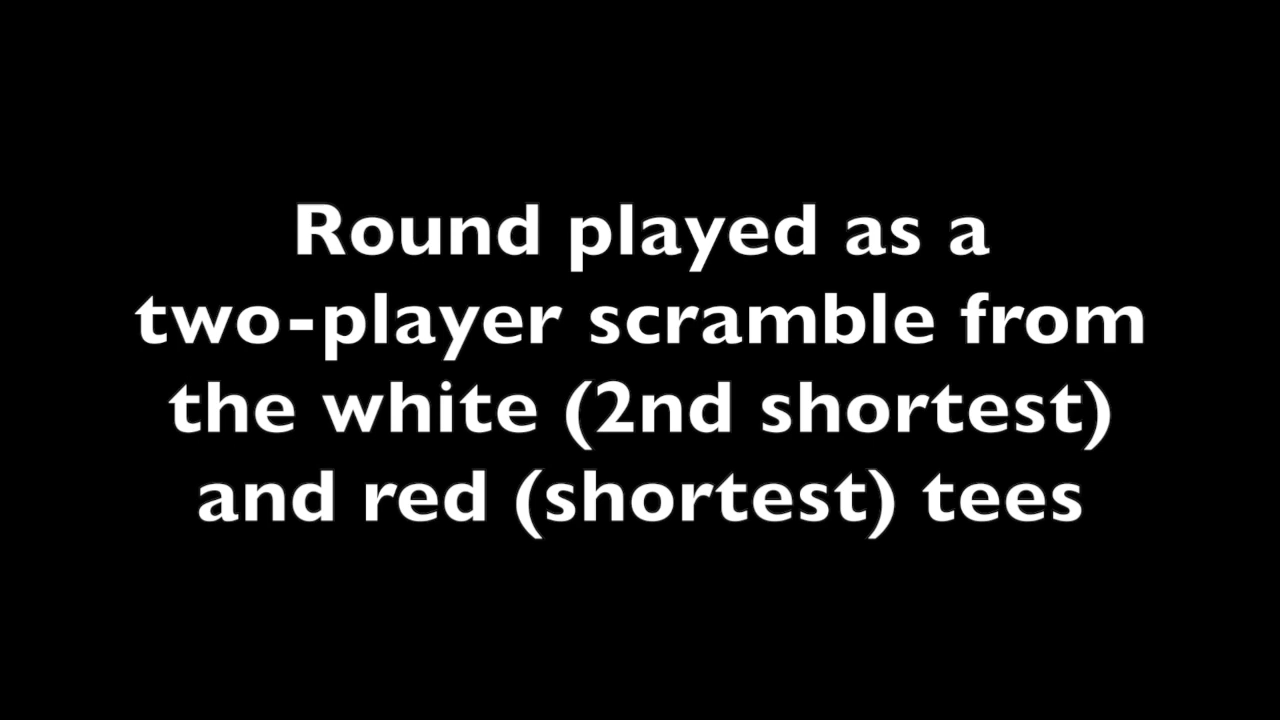 Round played as a
two-player scramble from
the white (2nd shortest)
and red (shortest) tees